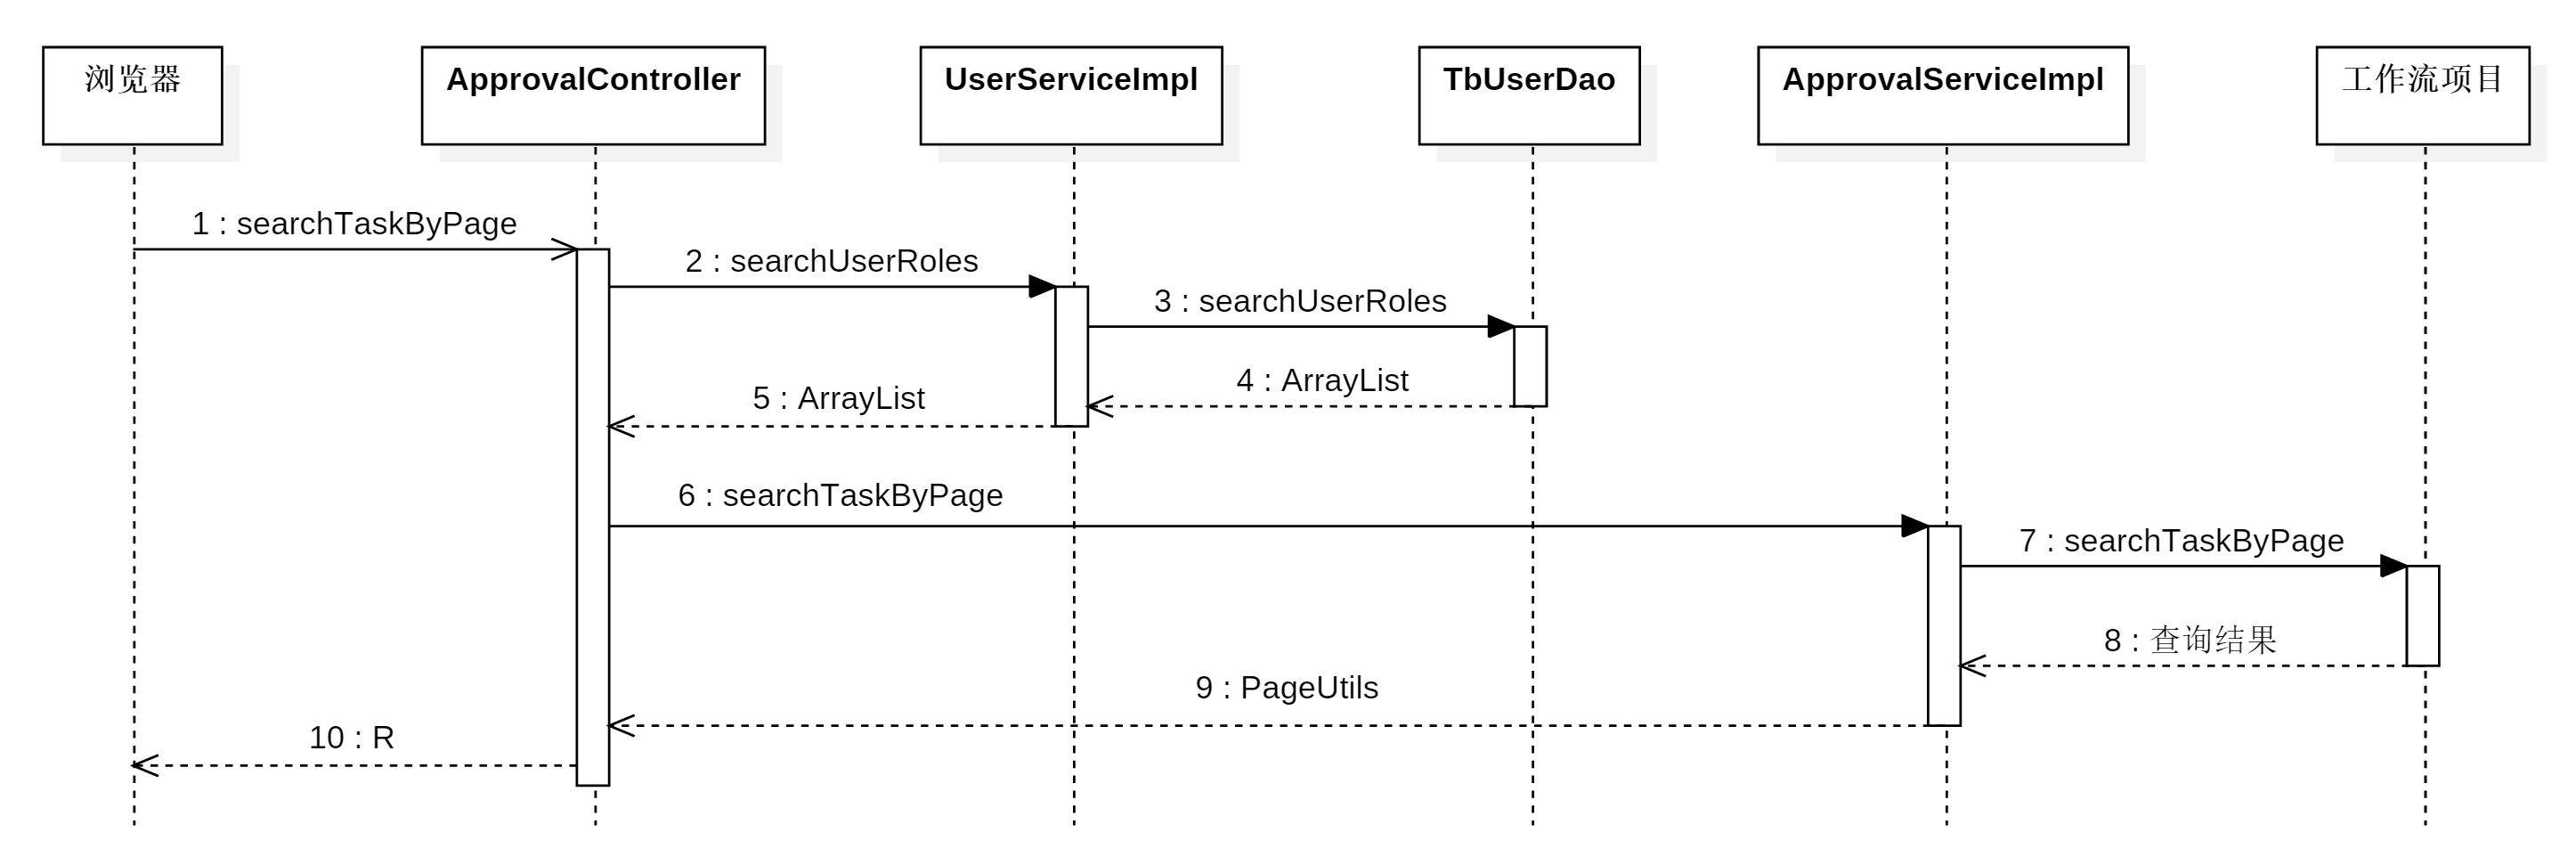 浏览器
ApprovalController
UserServiceImpl
TbUserDao
ApprovalServiceImpl
工作流项目
1 : searchTaskByPage
2 : searchUserRoles
3 : searchUserRoles
4 : ArrayList
5 : ArrayList
6 : searchTaskByPage
7 : searchTaskByPage
8 : 查询结果
9 : PageUtils
10 : R